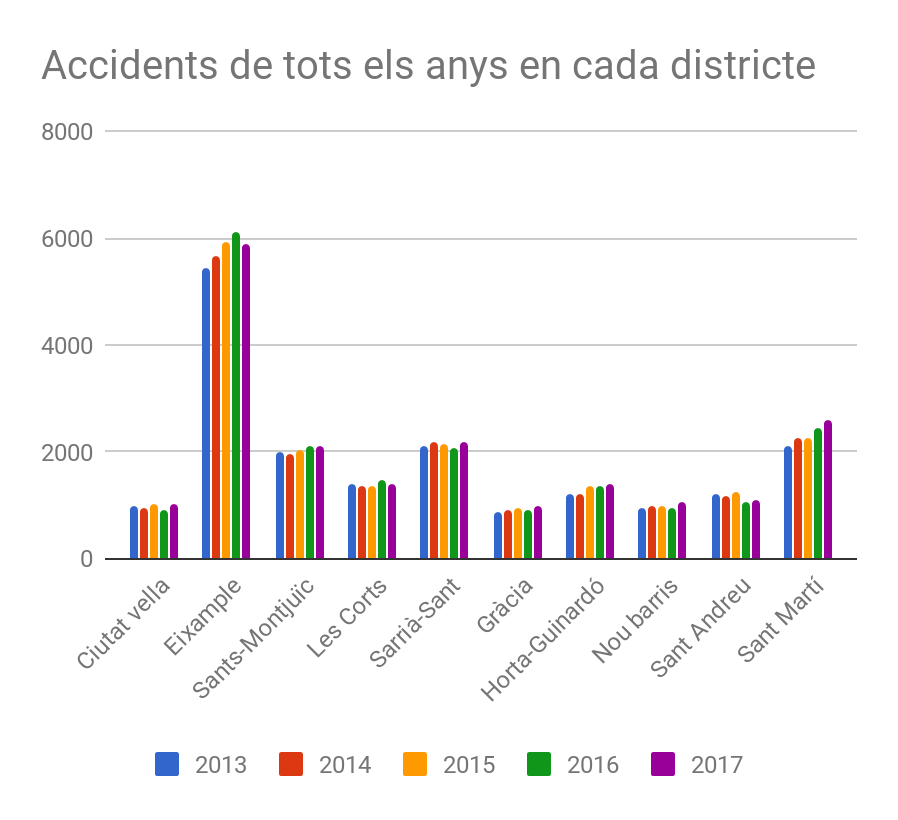 Accidents de tots els anys en cada districte
8000
6000
4000
2000
0
Ciutat vella
Eixample
Sants-Montjuïc
Les Corts
Sarrià-Sant
Gràcia
Horta-Guinardó
Nou barris
Sant Andreu
Sant Martí
2013 2014 2015 2016 2017